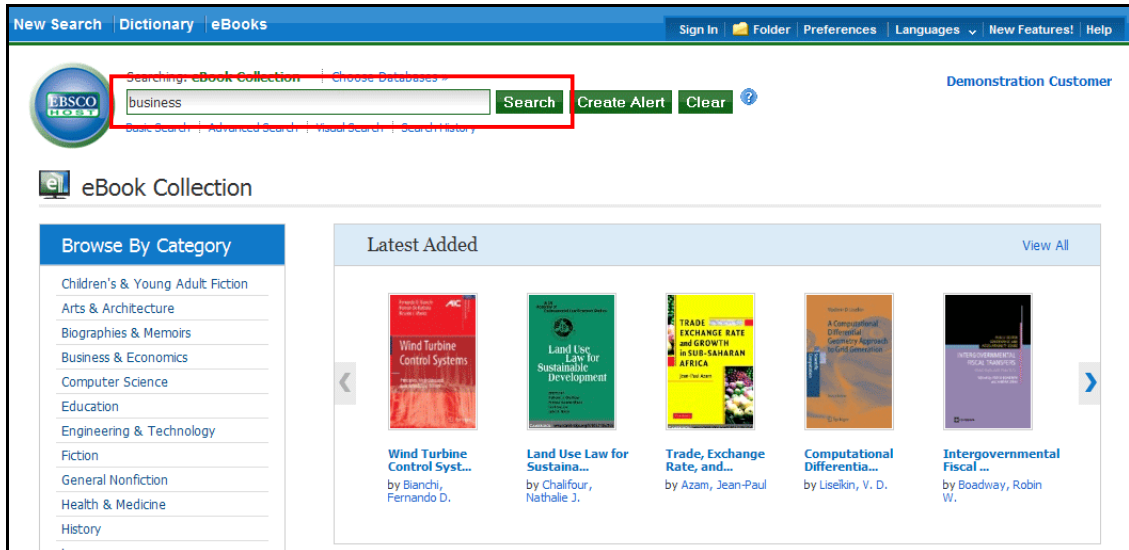 New Search Dictionary eBooks
Sign In Folder Preferences Languages New Features! Help
Searching: eBook Collection Choose Databases »
Demonstration Customer
EBSCO
HOST
business Search Create Alert Clear ?
Basic Search Advanced Search Visual Search Search History
eBook Collection
Browse By Category
Children's & Young Adult Fiction
Arts & Architecture
Biographies & Memoirs
Business & Economics
Computer Science
Education
Engineering & Technology
Fiction
General Nonfiction
Health & Medicine
History
Latest Added View All
Wind Turbine
Control Systems
Land Use
Law for
Sustainable
Development
TRADE
EXCHANGE RATE
and GROWTH
in SUB-SAHARAN
AFRICA
Jean-Paul Azam
A Computational
Differential
Geometry Approach
to Grid Generation
Springer
INTERGOVERNMENTAL
FISCAL TRANSFERS
Wind Turbine
Control Syst...
by Bianchi,
Fernando D.
Land Use Law for
Sustaina...
by Chalifour,
Nathalie J.
Trade, Exchange
Rate, and...
by Azam, Jean-Paul
Computational
Differentia...
by Liseĭkin, V. D.
Intergovernmental
Fiscal ...
by Boadway, Robin
W.